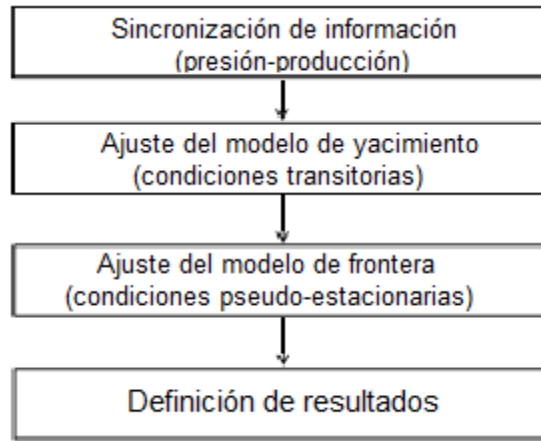 Sincronización de información
(presión-producción)
Ajuste del modelo de yacimiento
(condiciones transitorias)
Ajuste del modelo de frontera
(condiciones pseudo-estacionarias)
Definición de resultados